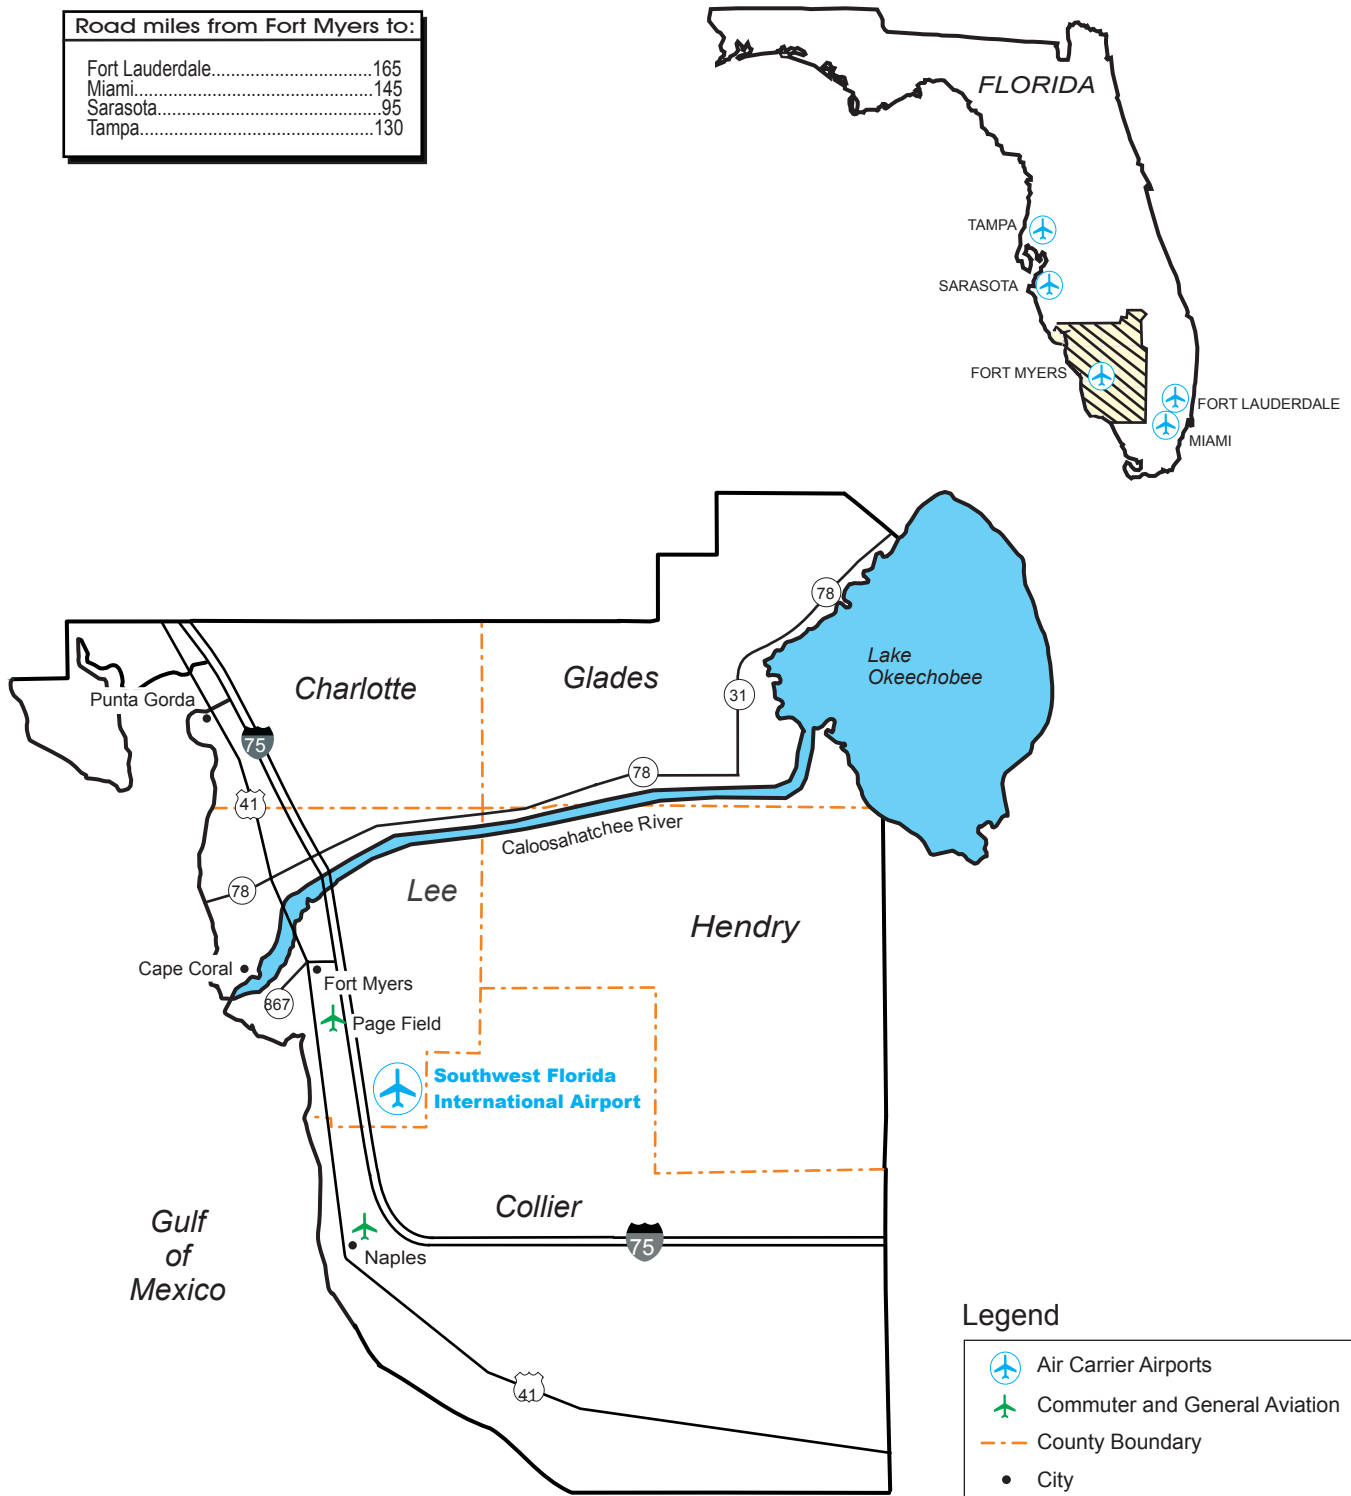 Road miles from Fort Myers to:
Fort Lauderdale................................165
Miami................................................145
Sarasota.............................................95
Tampa...............................................130
FLORIDA
TAMPA
SARASOTA
FORT MYERS
FORT LAUDERDALE
MIAMI
78
Lake
Okeechobee
Glades
Charlotte
31
Punta Gorda
75
78
41
Caloosahatchee River
78
Lee
Hendry
Cape Coral
Fort Myers
867
Page Field
Southwest Florida
International Airport
Collier
Gulf
of
Mexico
75
Naples
41
Legend
Air Carrier Airports
Commuter and General Aviation
County Boundary
City